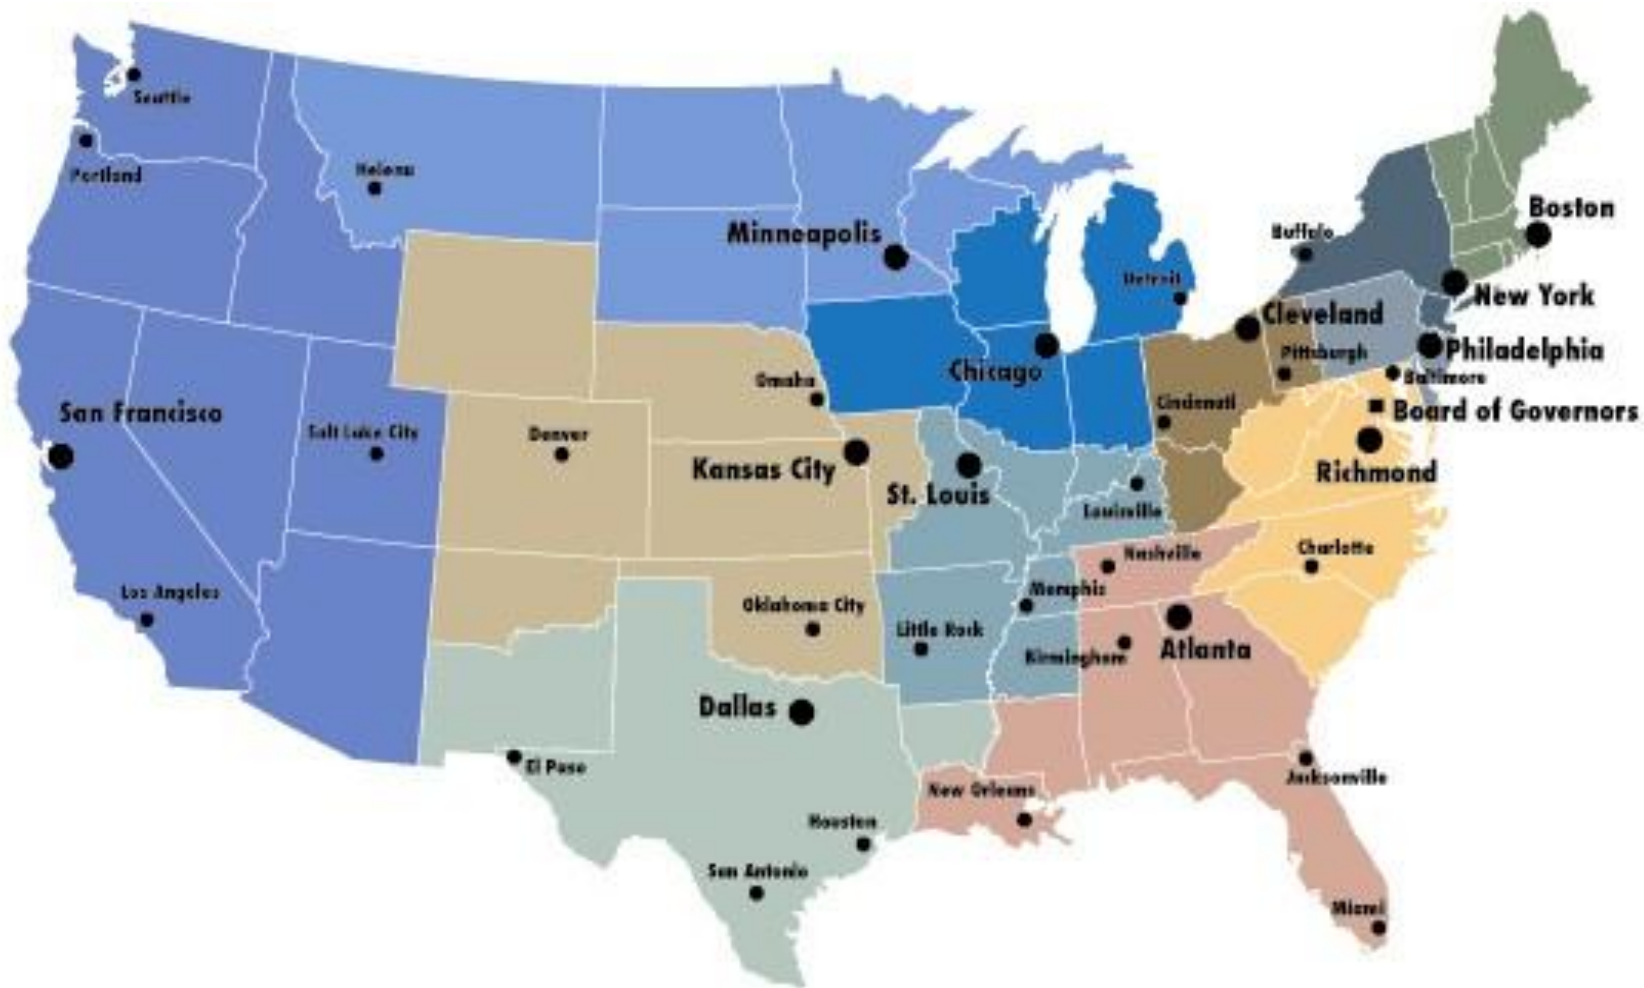 Seattle
Portland
Helena
Minneapolis
Boston
Buffalo
Detroit
New York
Cleveland
Pittsburgh
Philadelphia
Baltimore
Chicago
Omaha
Cincinnati
Board of Governors
San Francisco
Salt Lake City
Denver
Kansas City
St. Louis
Richmond
Louisville
Nashville
Charlotte
Los Angeles
Oklahoma City
Memphis
Little Rock
Birmingham
Atlanta
Dallas
El Paso
New Orleans
Jacksonville
Houston
San Antonio
Miami